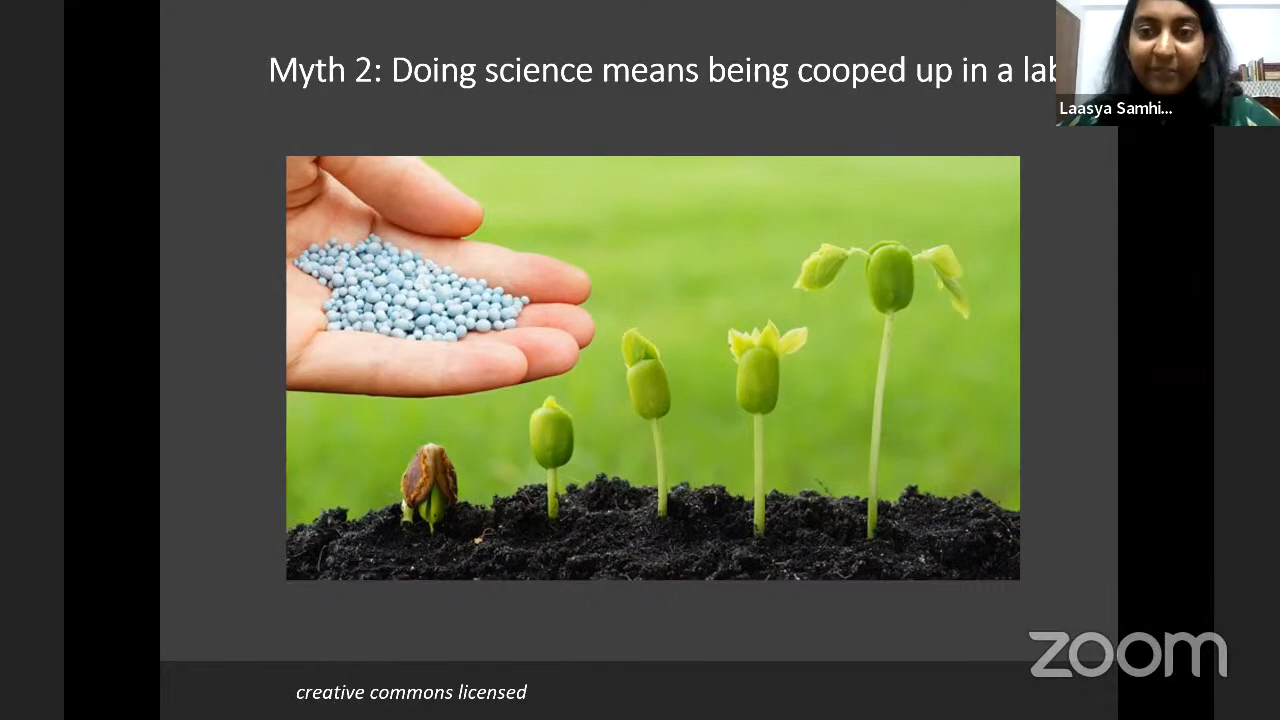 Myth 2: Doing science means being cooped up in a lab
Laasya Samhi...
zoom
creative commons licensed